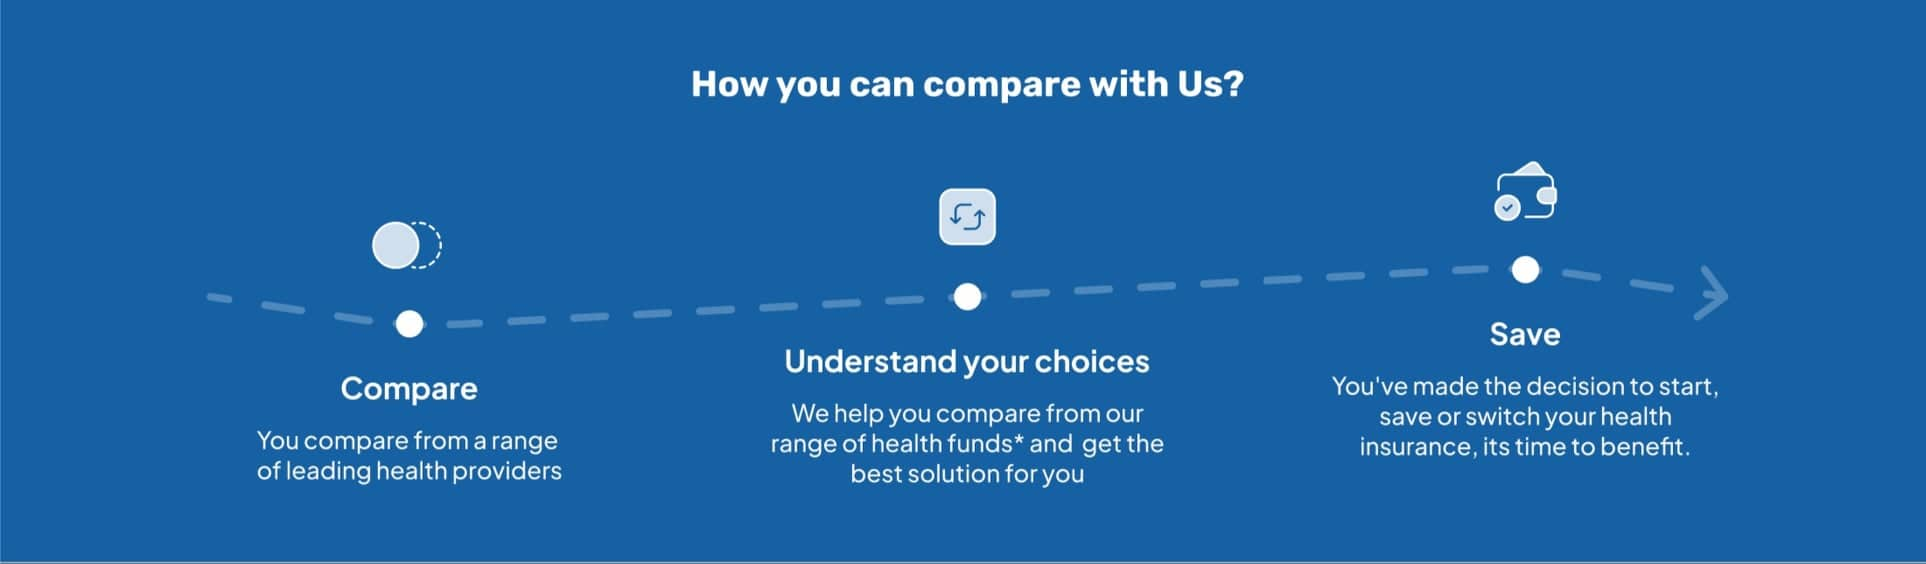 How you can compare with Us?
Compare
You compare from a range
of leading health providers
Understand your choices
We help you compare from our
range of health funds* and get the
best solution for you
Save
You've made the decision to start,
save or switch your health
insurance, its time to benefit.